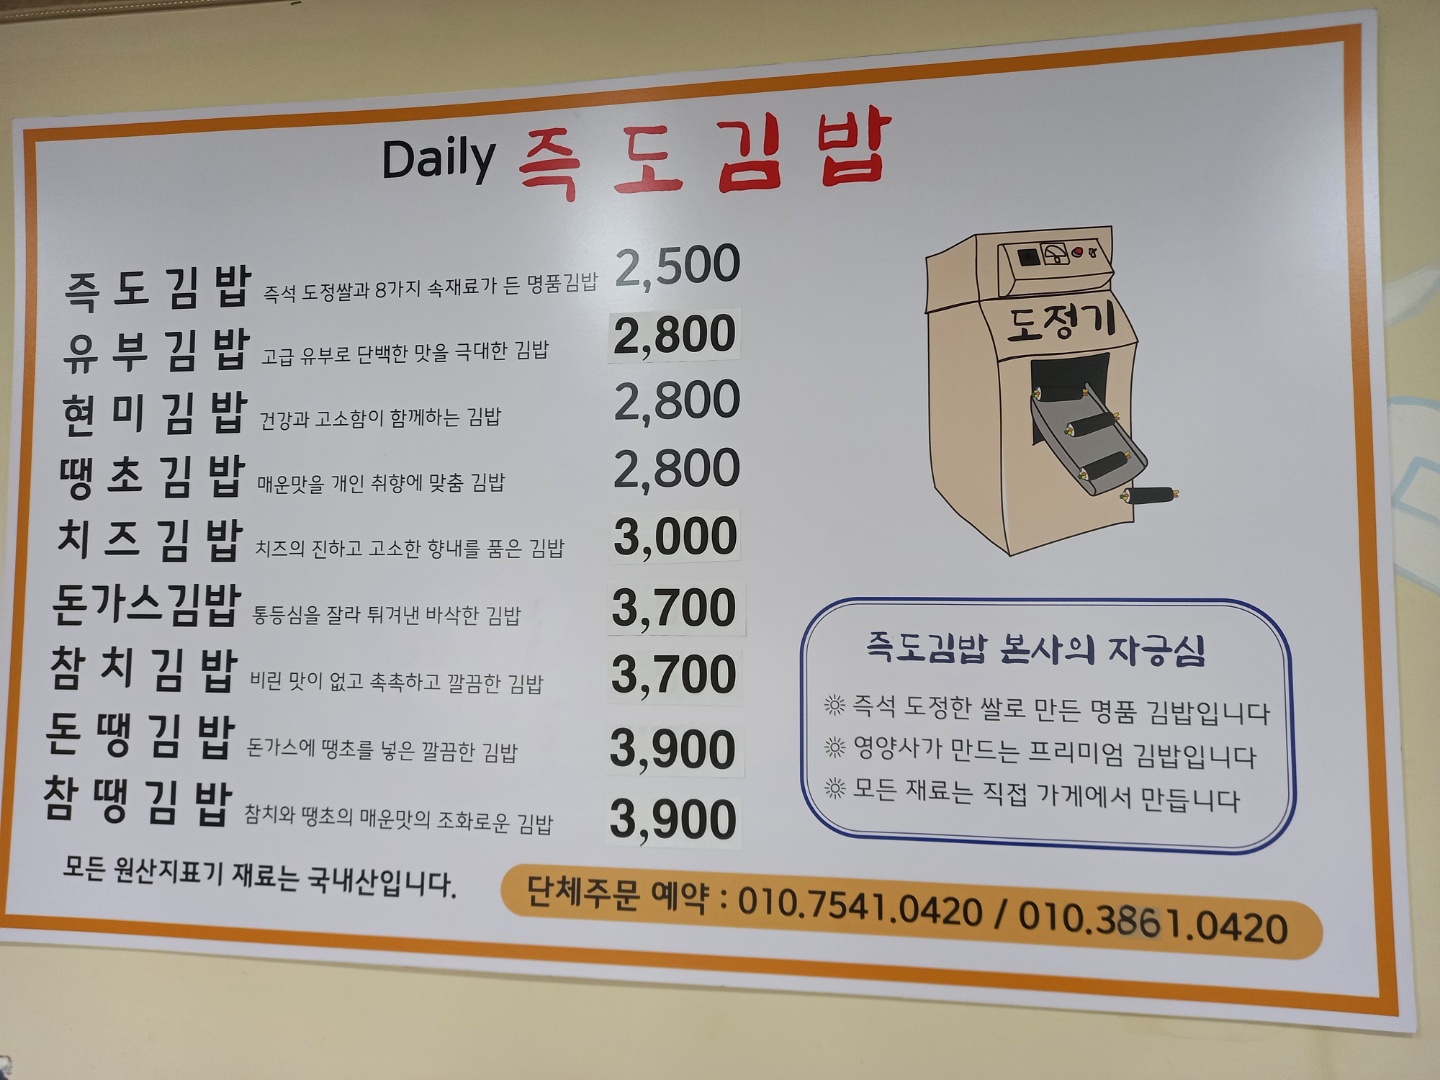 Daily 즉도김밥
즉도김밥 즉석 도정쌀과 8가지 속재료가 든 명품김밥 2,500
유부김밥 고급 유부로 단백한 맛을 극대한 김밥 2,800
현미김밥 건강과 고소함이 함께하는 김밥 2,800
땡초김밥 매운맛을 개인 취향에 맞춤 김밥 2,800
치즈김밥 치즈의 진하고 고소한 향내를 품은 김밥 3,000
돈가스김밥 통등심을 잘라 튀겨낸 바삭한 김밥 3,700
참치김밥 비린 맛이 없고 촉촉하고 깔끔한 김밥 3,700
돈땡김밥 돈가스에 땡초를 넣은 깔끔한 김밥 3,900
참땡김밥 참치와 땡초의 매운맛의 조화로운 김밥 3,900
모든 원산지표기 재료는 국내산입니다.
도정기
즉도김밥 본사의 자긍심
※ 즉석 도정한 쌀로 만든 명품 김밥입니다
※ 영양사가 만드는 프리미엄 김밥입니다
※ 모든 재료는 직접 가게에서 만듭니다
단체주문 예약 : 010.7541.0420 / 010.3861.0420